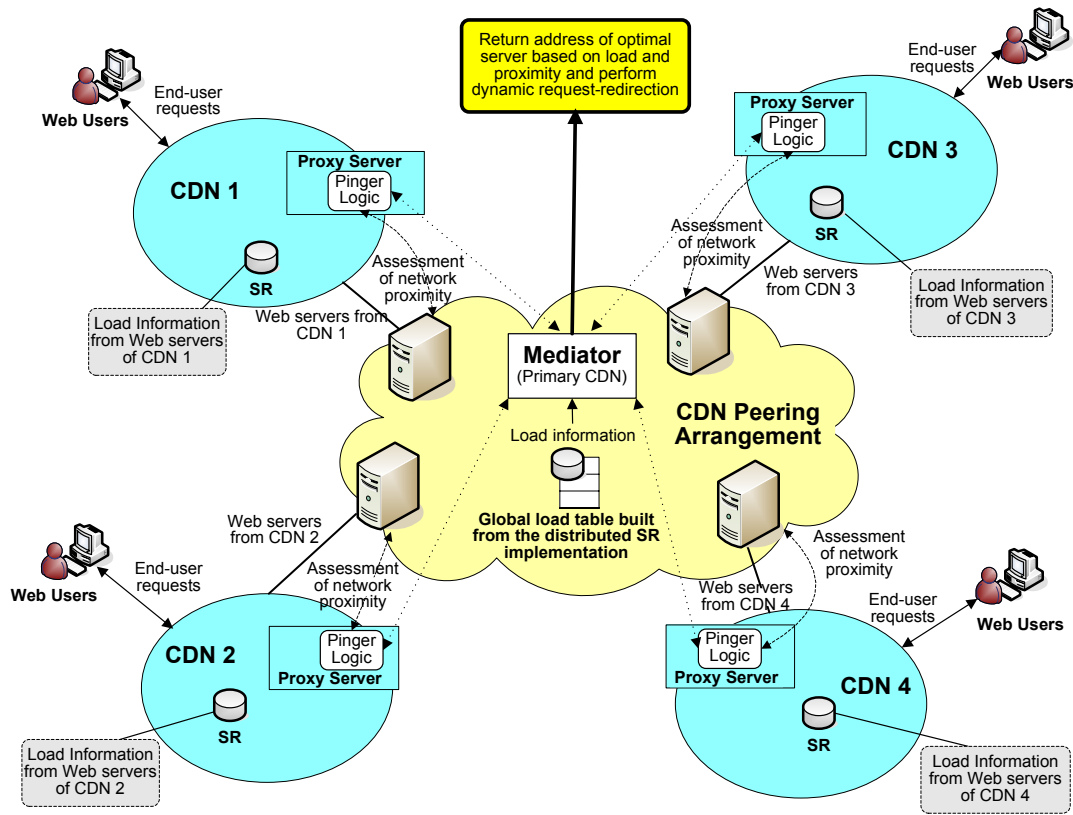 Return address of optimal
server based on load and
proximity and perform
dynamic request-redirection
Web Users
End-user
requests
CDN 1
Proxy Server
Pinger
Logic
SR
Load Information
from Web servers
of CDN 1
Assessment
of network
proximity
Web servers from
CDN 1
End-user
requests
Web Users
Proxy Server
Pinger
Logic
CDN 3
SR
Assessment
of network
proximity
Web servers
from CDN 3
Load Information
from Web servers
of CDN 3
Mediator
(Primary CDN)
Load information
Global load table built
from the distributed SR
implementation
CDN Peering
Arrangement
Web Users
End-user
requests
Web servers
from CDN 2
Assessment
of network
proximity
CDN 2
Pinger
Logic
Proxy Server
SR
Load Information
from Web servers
of CDN 2
Assessment
of network
proximity
Web servers
from CDN 4
End-user
requests
Web Users
Pinger
Logic
Proxy Server
CDN 4
SR
Load Information
from Web servers
of CDN 4